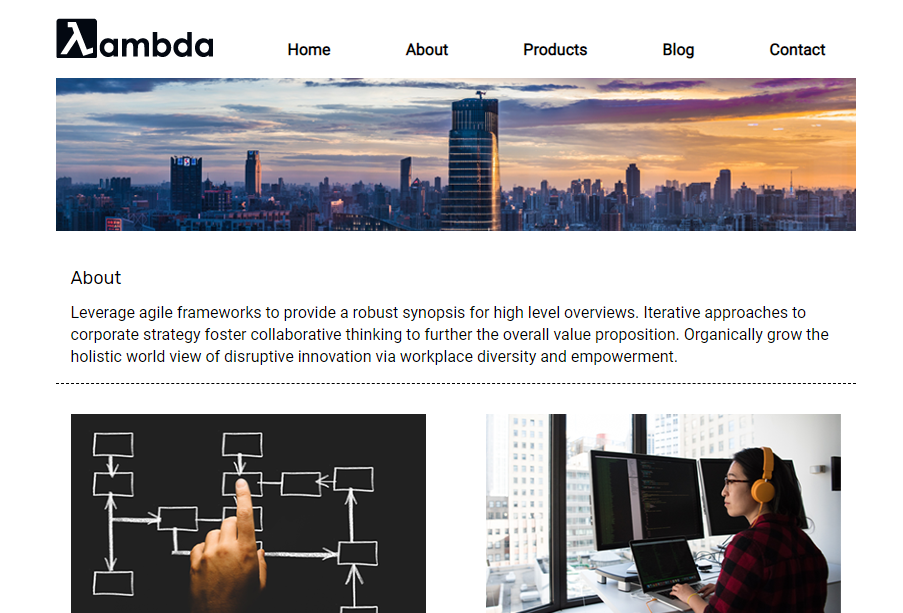 λambda
Home About Products Blog Contact
About
Leverage agile frameworks to provide a robust synopsis for high level overviews. Iterative approaches to
corporate strategy foster collaborative thinking to further the overall value proposition. Organically grow the
holistic world view of disruptive innovation via workplace diversity and empowerment.